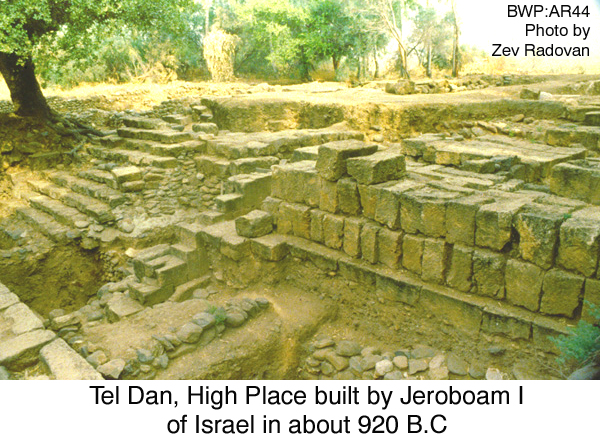 BWP:AR44
Photo by
Zev Radovan
Tel Dan, High Place built by Jeroboam I
of Israel in about 920 B.C